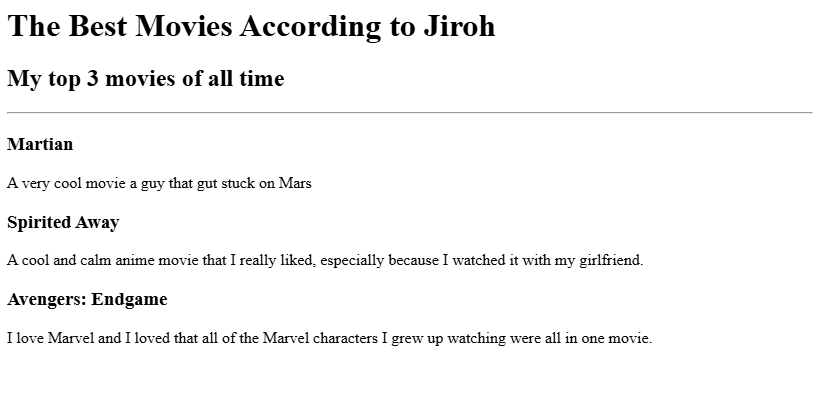 The Best Movies According to Jiroh
My top 3 movies of all time
Martian
A very cool movie a guy that gut stuck on Mars
Spirited Away
A cool and calm anime movie that I really liked, especially because I watched it with my girlfriend.
Avengers: Endgame
I love Marvel and I loved that all of the Marvel characters I grew up watching were all in one movie.